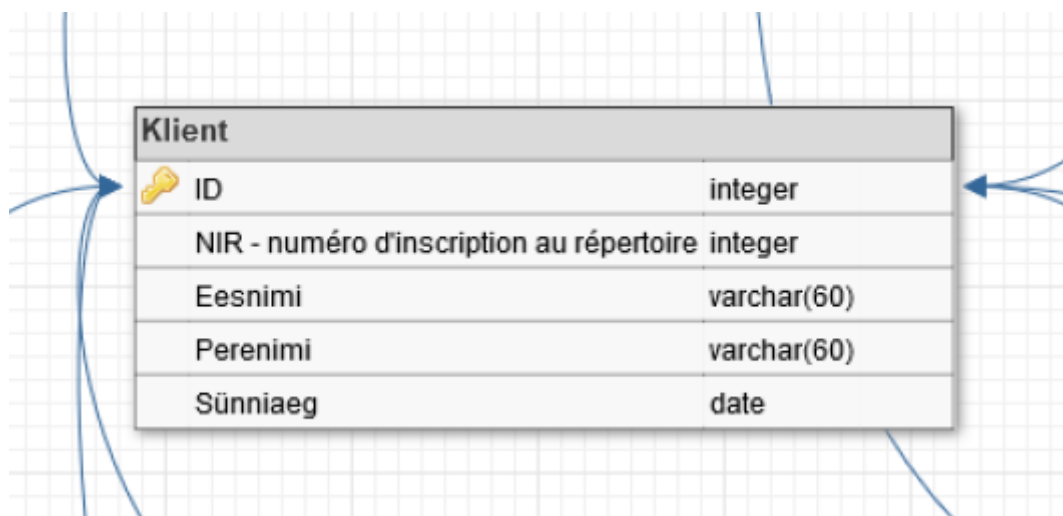 Klient
ID integer
NIR - numéro d'inscription au répertoire integer
Eesnimi varchar(60)
Perenimi varchar(60)
Sünniaeg date